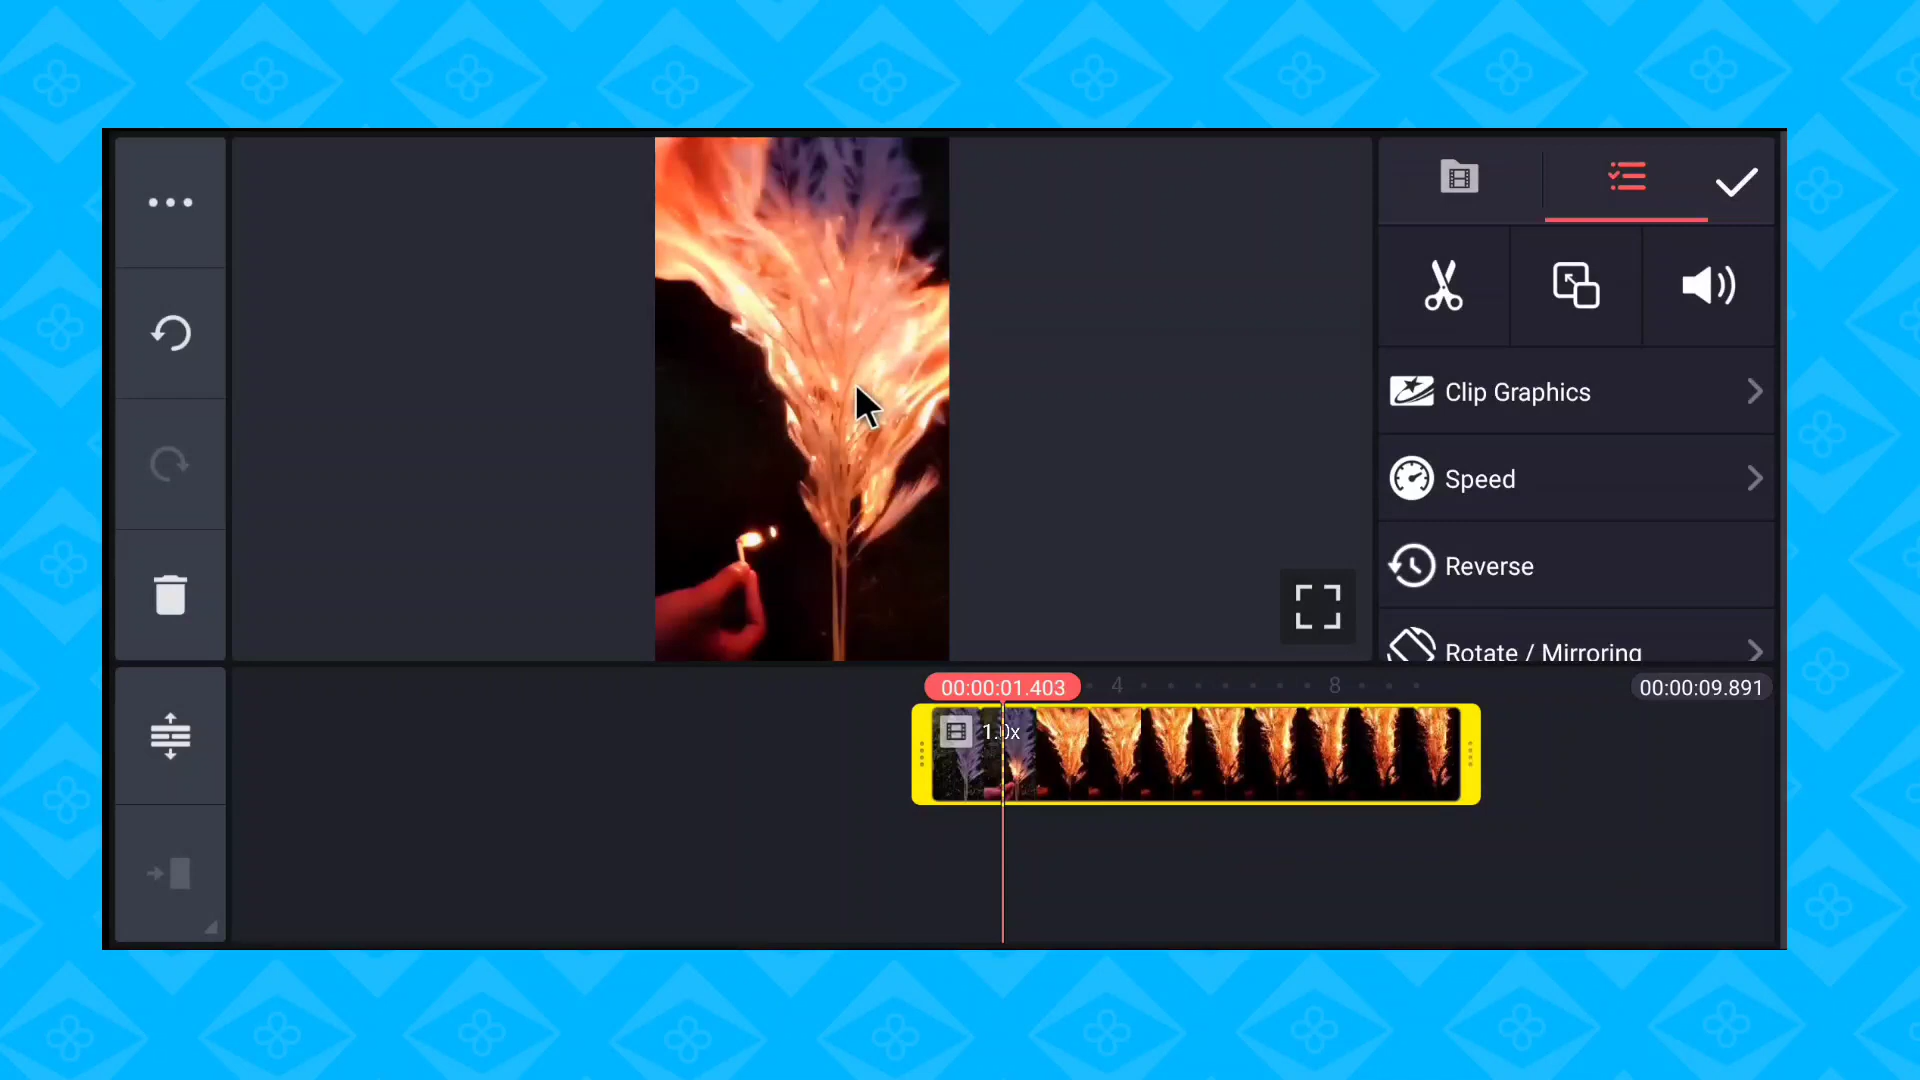 Clip Graphics
Speed
Reverse
Rotate / Mirroring
00:00:01.403
4
8
00:00:09.891
1.0x